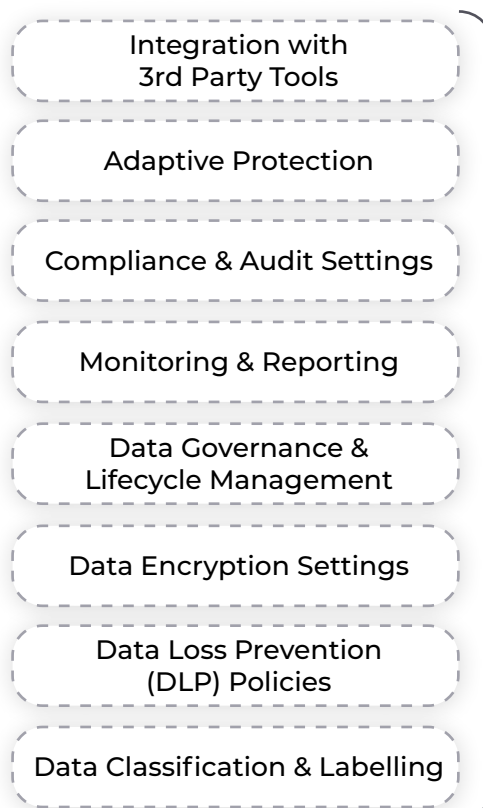 Integration with
3rd Party Tools
Adaptive Protection
Compliance & Audit Settings
Monitoring & Reporting
Data Governance &
Lifecycle Management
Data Encryption Settings
Data Loss Prevention
(DLP) Policies
Data Classification & Labelling